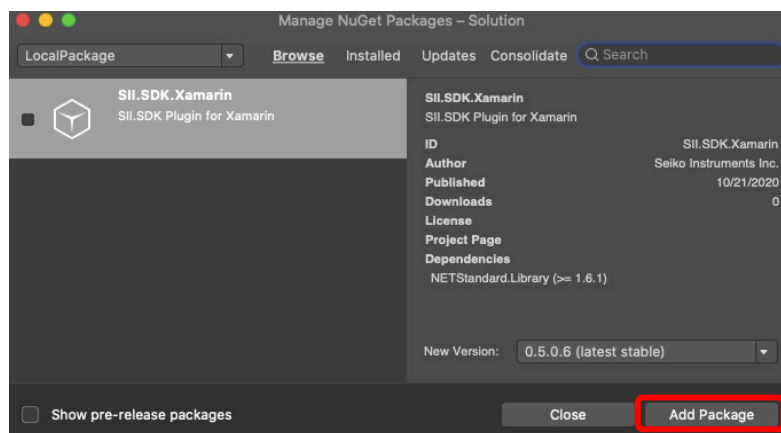 Manage NuGet Packages – Solution
LocalPackage Browse Installed Updates Consolidate Search
SII.SDK.Xamarin
SII.SDK Plugin for Xamarin
SII.SDK.Xamarin
SII.SDK Plugin for Xamarin
ID SII.SDK.Xamarin
Author Seiko Instruments Inc.
Published 10/21/2020
Downloads 0
License
Project Page
Dependencies
NETStandard.Library (>= 1.6.1)
New Version: 0.5.0.6 (latest stable)
Show pre-release packages Close Add Package